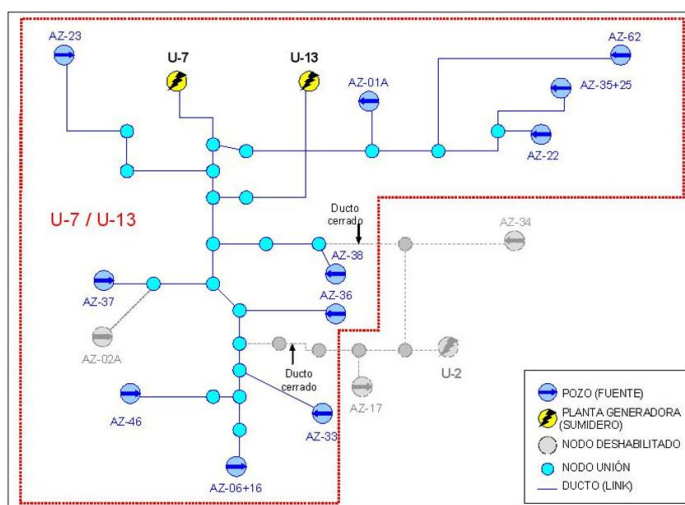 AZ-23
U-7
U-13
AZ-62
AZ-01A
AZ-35+25
AZ-22
U-7 / U-13
Ducto
cerrado
AZ-34
AZ-38
AZ-37
AZ-36
AZ-02A
Ducto
cerrado
U-2
AZ-17
AZ-46
AZ-33
AZ-06+16
POZO (FUENTE)
PLANTA GENERADORA
(SUMIDERO)
NODO DESHABILITADO
NODO UNIÓN
DUCTO (LINK)